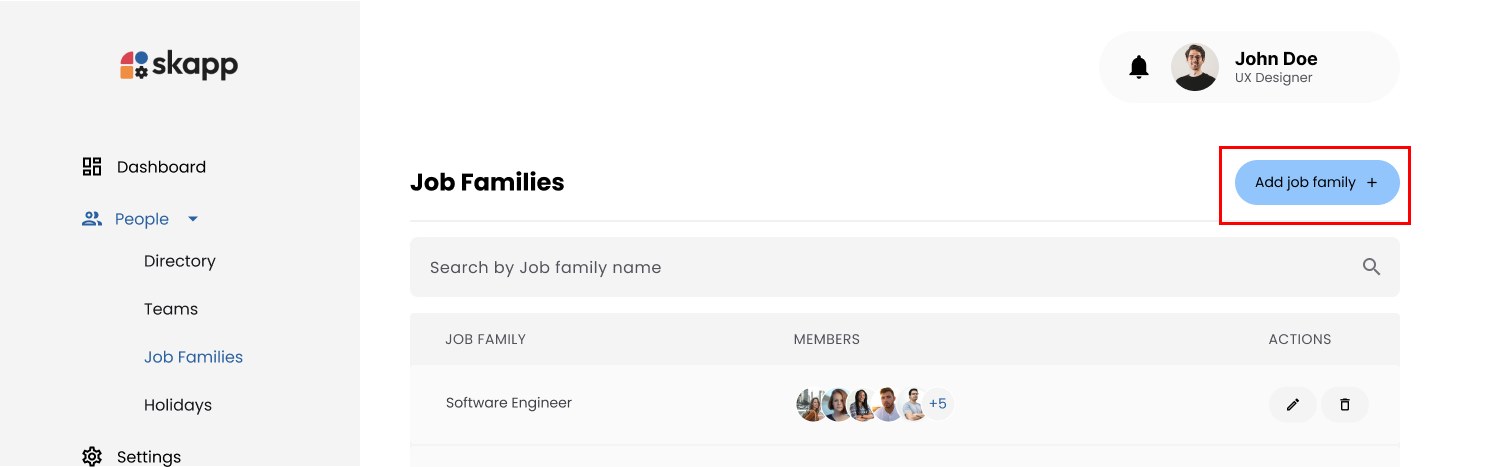 skapp
John Doe
UX Designer
Dashboard
People
Directory
Teams
Job Families
Holidays
Settings
Job Families
Add job family +
Search by Job family name
JOB FAMILY MEMBERS ACTIONS
Software Engineer +5